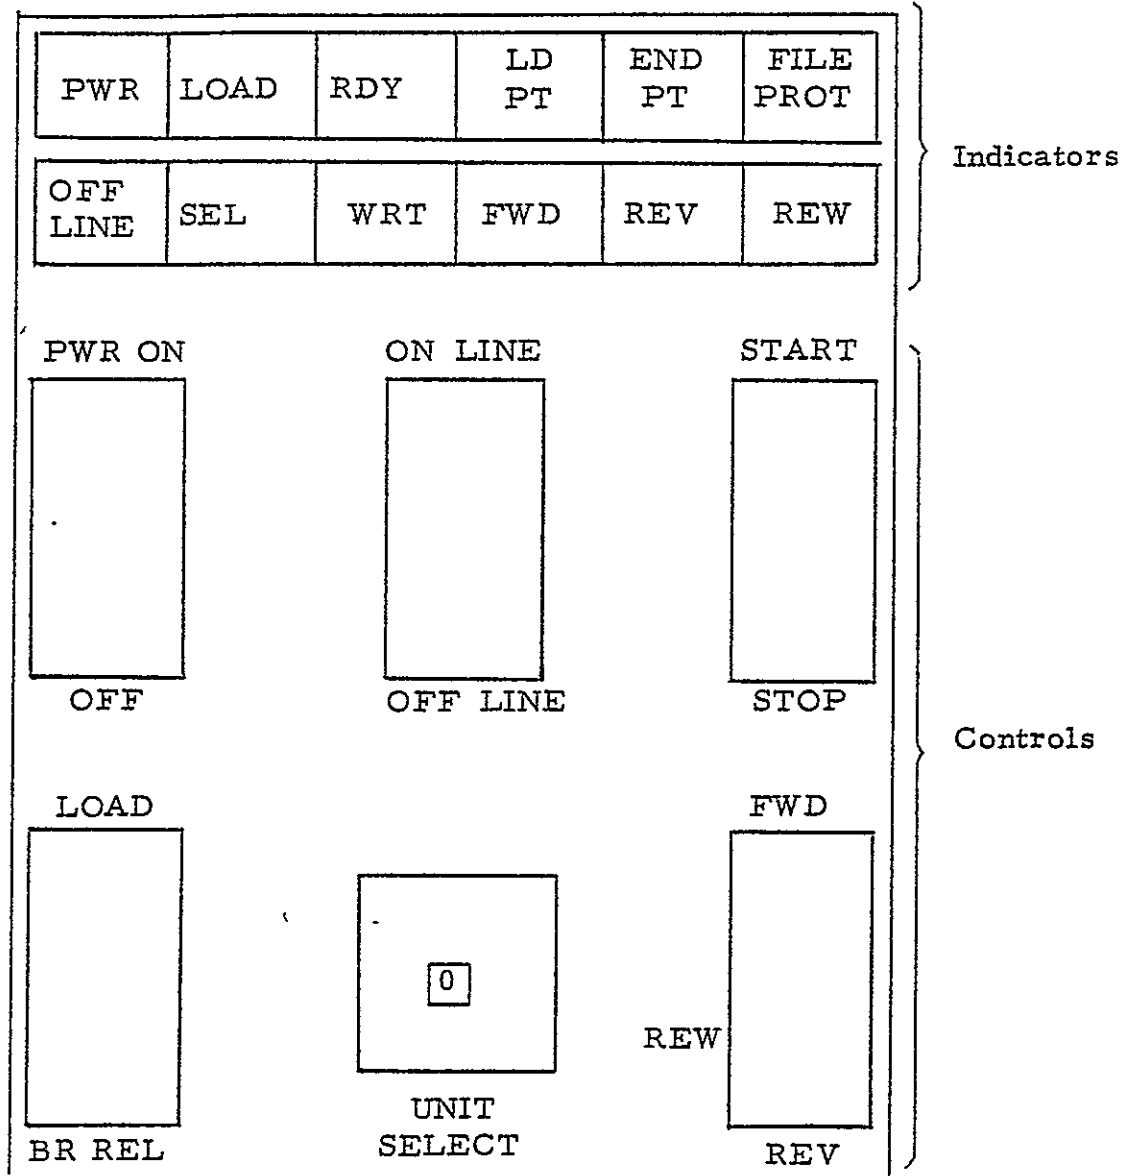 PWR LOAD RDY LD PT END PT FILE PROT
OFF LINE SEL WRT FWD REV REW
Indicators
PWR ON ON LINE START
OFF OFF LINE STOP
Controls
LOAD FWD
0
REW
UNIT SELECT
BR REL REV